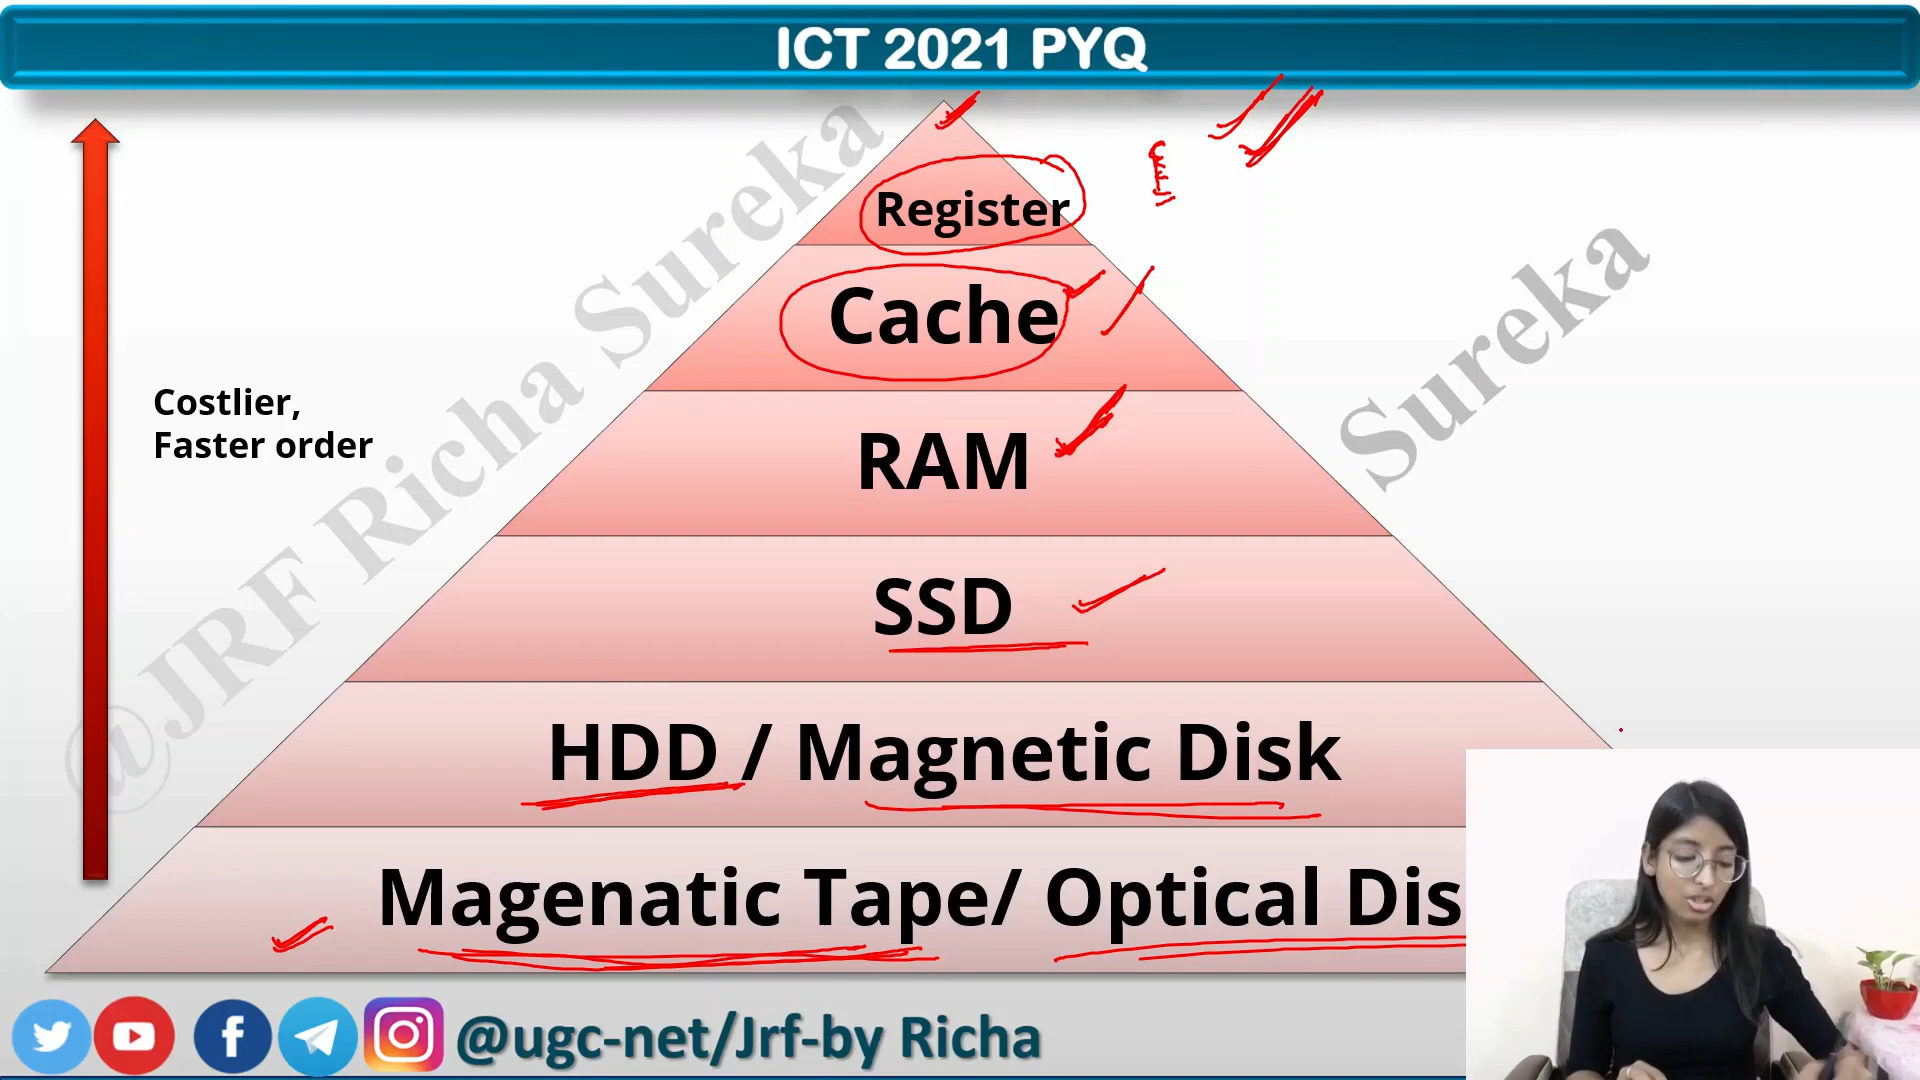 ICT 2021 PYQ
Register
Cache
Costlier,
Faster order
RAM
SSD
HDD / Magnetic Disk
Magenatic Tape/ Optical Dis
@JRF Richa Sureka
Sureka
@ugc-net/Jrf-by Richa